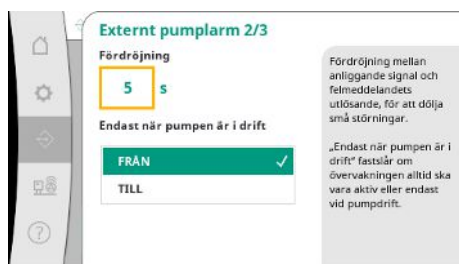 Externt pumplarm 2/3
Fördröjning
5 s
Endast när pumpen är i drift
FRÅN
TILL
Fördröjning mellan
anliggande signal och
felmeddelandets
utlösande, för att dölja
små störningar.
„Endast när pumpen är i
drift" fastslår om
övervakningen alltid ska
vara aktiv eller endast
vid pumpdrift.